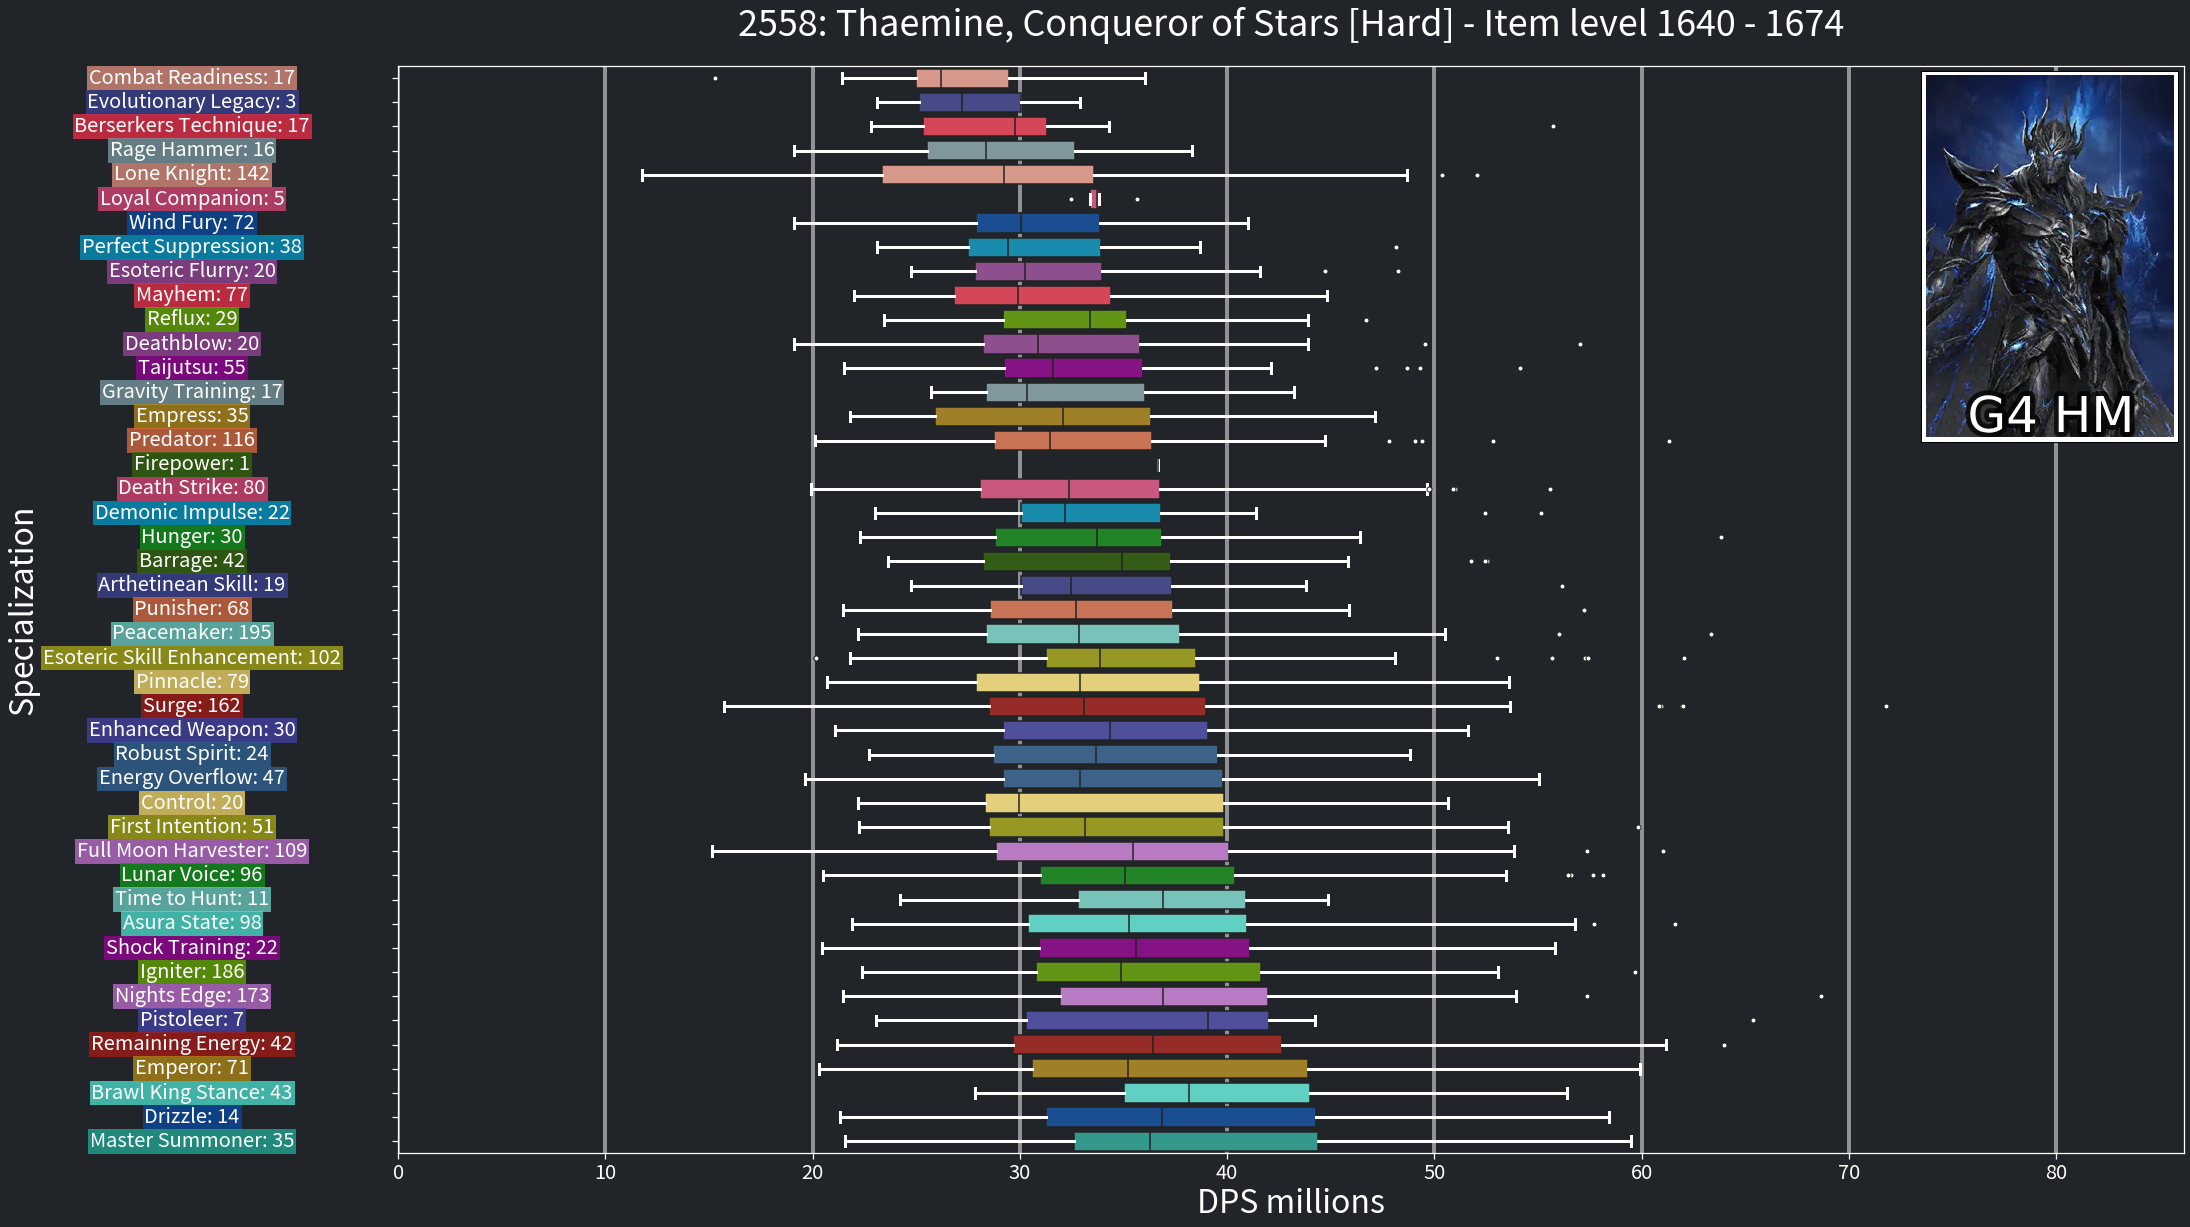 2558: Thaemine, Conqueror of Stars [Hard] - Item level 1640 - 1674
Combat Readiness: 17
Evolutionary Legacy: 3
Berserkers Technique: 17
Rage Hammer: 16
Lone Knight: 142
Loyal Companion: 5
Wind Fury: 72
Perfect Suppression: 38
Esoteric Flurry: 20
Mayhem: 77
Reflux: 29
Deathblow: 20
Taijutsu: 55
Gravity Training: 17
Empress: 35
Predator: 116
Firepower: 1
Death Strike: 80
Demonic Impulse: 22
Hunger: 30
Barrage: 42
Arthetinean Skill: 19
Punisher: 68
Peacemaker: 195
Esoteric Skill Enhancement: 102
Pinnacle: 79
Surge: 162
Enhanced Weapon: 30
Robust Spirit: 24
Energy Overflow: 47
Control: 20
First Intention: 51
Full Moon Harvester: 109
Lunar Voice: 96
Time to Hunt: 11
Asura State: 98
Shock Training: 22
Igniter: 186
Nights Edge: 173
Pistoleer: 7
Remaining Energy: 42
Emperor: 71
Brawl King Stance: 43
Drizzle: 14
Master Summoner: 35
Specialization
G4 HM
0 10 20 30 40 50 60 70 80
DPS millions